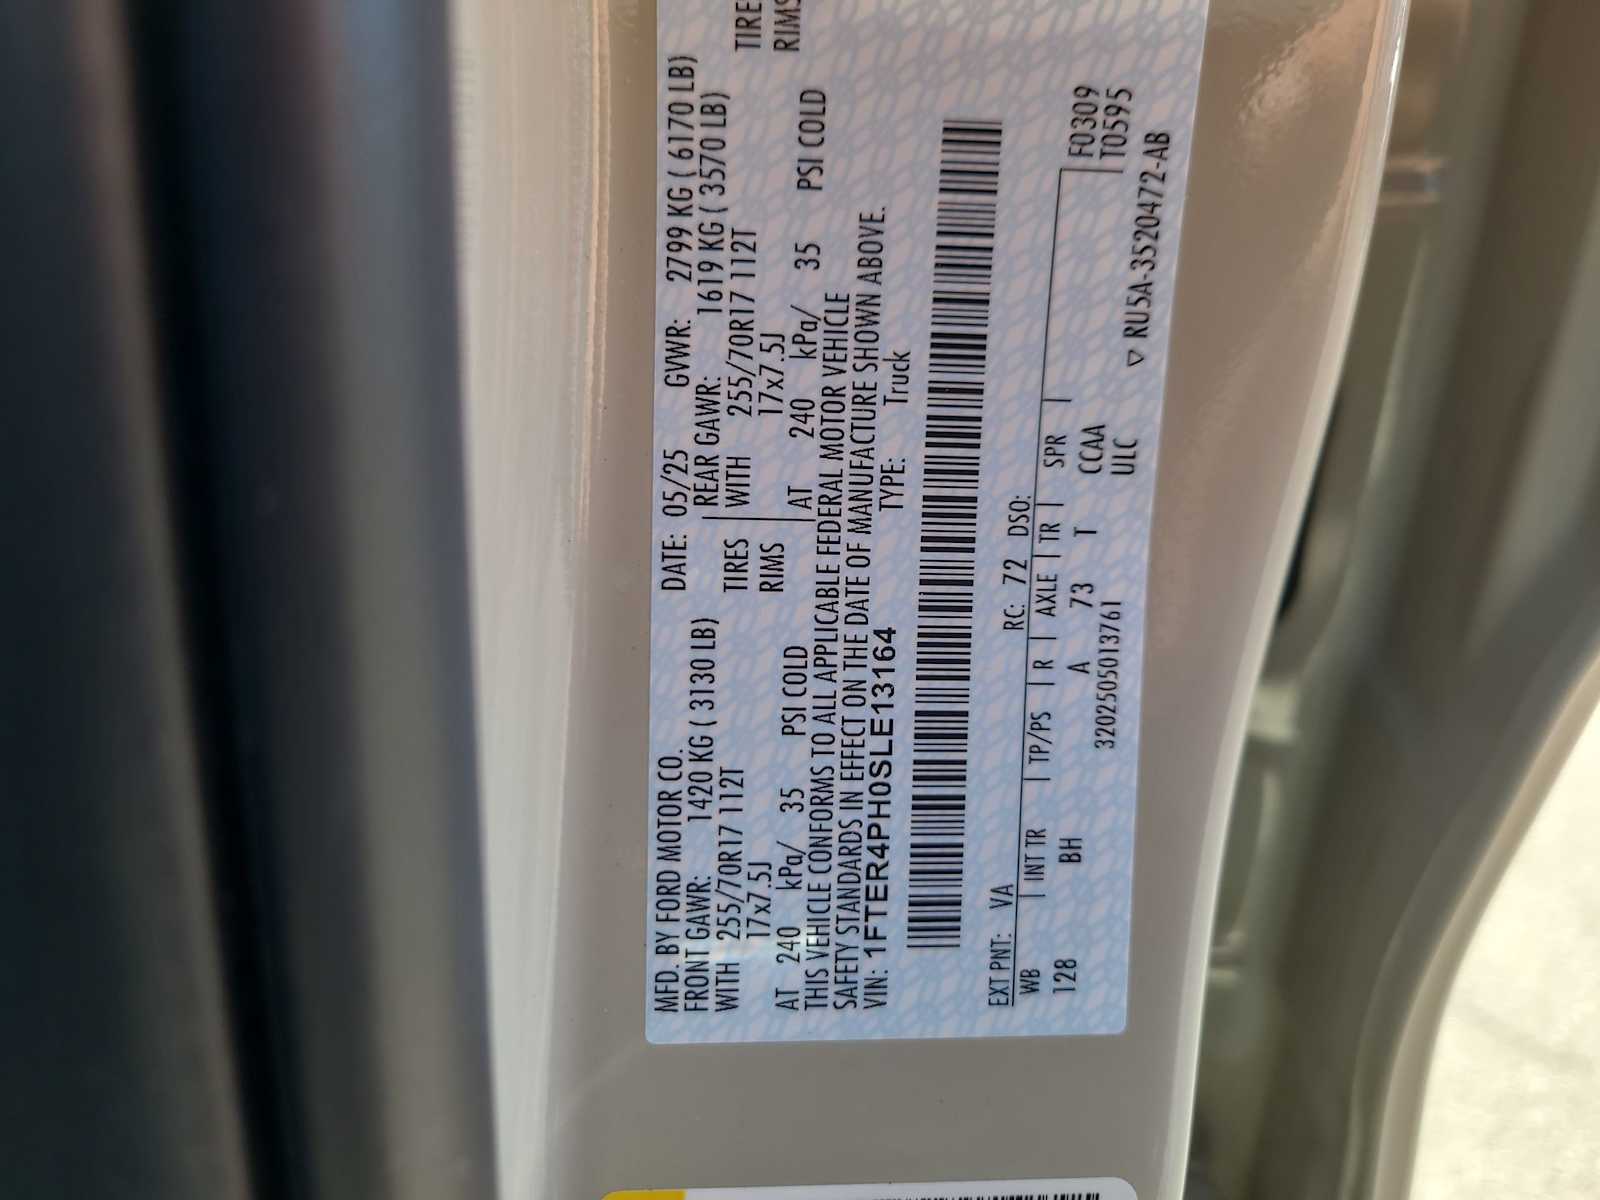 MFD. BY FORD MOTOR CO. DATE: 05/25 GVWR: 2799 KG ( 6170 LB)
FRONT GAWR: 1420 KG ( 3130 LB) REAR GAWR: 1619 KG ( 3570 LB)
WITH 255/70R17 112T TIRES WITH 255/70R17 112T TIRE
17x7.5J RIMS 17x7.5J RIMS
AT 240 kPa/ 35 PSI COLD AT 240 kPa/ 35 PSI COLD
THIS VEHICLE CONFORMS TO ALL APPLICABLE FEDERAL MOTOR VEHICLE
SAFETY STANDARDS IN EFFECT ON THE DATE OF MANUFACTURE SHOWN ABOVE.
VIN: 1FTER4PH0SLE13164 TYPE: Truck
EXT PNT: VA RC: 72 DSO:
WB INT TR TP/PS R AXLE TR SPR F0309
128 BH A 73 T CCAA T0595
320250501 3761 ULC
▽ RU5A-3520472-AB